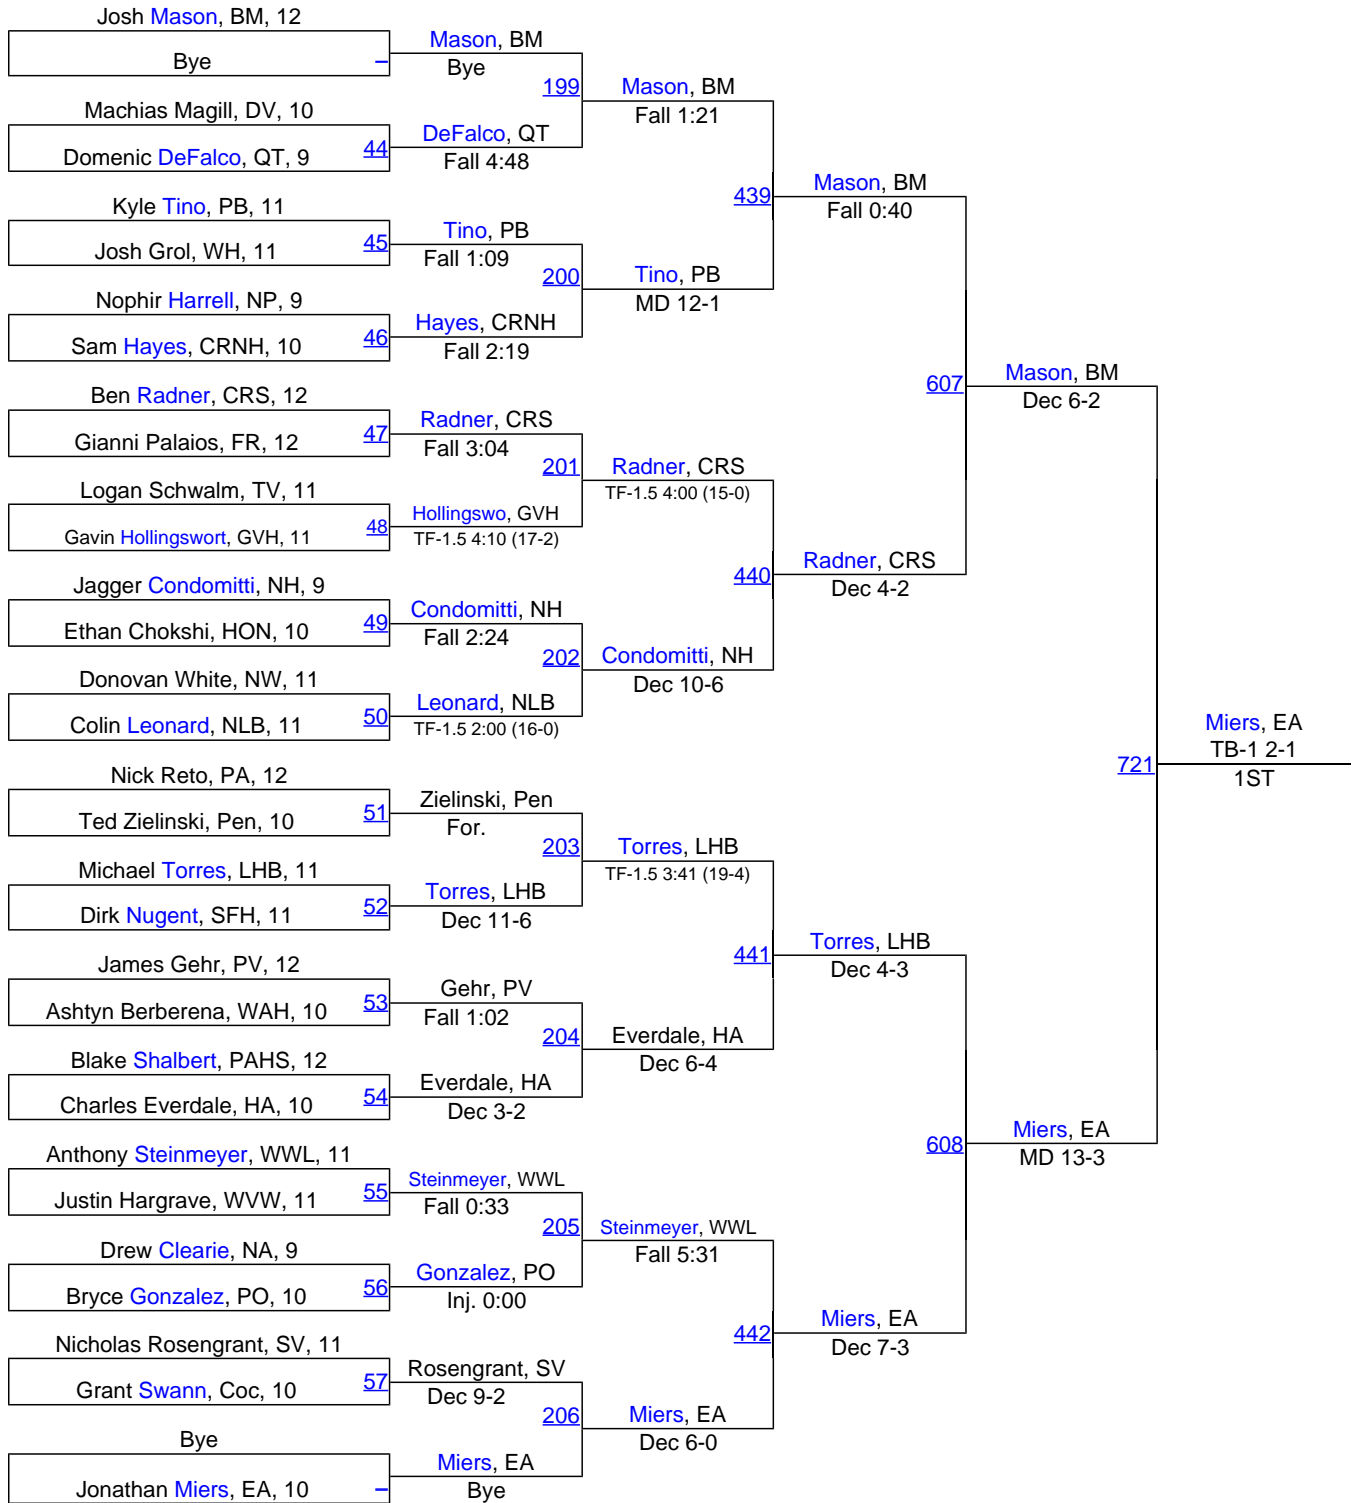 Josh Mason, BM, 12
Bye
–
Machias Magill, DV, 10
Domenic DeFalco, QT, 9
44
Kyle Tino, PB, 11
Josh Grol, WH, 11
45
Nophir Harrell, NP, 9
Sam Hayes, CRNH, 10
46
Ben Radner, CRS, 12
Gianni Palaios, FR, 12
47
Logan Schwalm, TV, 11
Gavin Hollingswort, GVH, 11
48
Jagger Condomitti, NH, 9
Ethan Chokshi, HON, 10
49
Donovan White, NW, 11
Colin Leonard, NLB, 11
50
Nick Reto, PA, 12
Ted Zielinski, Pen, 10
51
Michael Torres, LHB, 11
Dirk Nugent, SFH, 11
52
James Gehr, PV, 12
Ashtyn Berberena, WAH, 10
53
Blake Shalbert, PAHS, 12
Charles Everdale, HA, 10
54
Anthony Steinmeyer, WWL, 11
Justin Hargrave, WVW, 11
55
Drew Clearie, NA, 9
Bryce Gonzalez, PO, 10
56
Nicholas Rosengrant, SV, 11
Grant Swann, Coc, 10
57
Bye
Jonathan Miers, EA, 10
–
Mason, BM
Bye
199
DeFalco, QT
Fall 4:48
Tino, PB
Fall 1:09
200
Hayes, CRNH
Fall 2:19
Radner, CRS
Fall 3:04
201
Hollingswo, GVH
TF-1.5 4:10 (17-2)
Condomitti, NH
Fall 2:24
202
Leonard, NLB
TF-1.5 2:00 (16-0)
Zielinski, Pen
For.
203
Torres, LHB
Dec 11-6
Gehr, PV
Fall 1:02
204
Everdale, HA
Dec 3-2
Steinmeyer, WWL
Fall 0:33
205
Gonzalez, PO
Inj. 0:00
Rosengrant, SV
Dec 9-2
206
Miers, EA
Bye
Mason, BM
Fall 1:21
439
Tino, PB
MD 12-1
Radner, CRS
TF-1.5 4:00 (15-0)
440
Condomitti, NH
Dec 10-6
Torres, LHB
TF-1.5 3:41 (19-4)
441
Everdale, HA
Dec 6-4
Steinmeyer, WWL
Fall 5:31
442
Miers, EA
Dec 6-0
Mason, BM
Fall 0:40
607
Radner, CRS
Dec 4-2
Torres, LHB
Dec 4-3
608
Miers, EA
Dec 7-3
Mason, BM
Dec 6-2
721
Miers, EA
MD 13-3
Miers, EA
TB-1 2-1
1ST